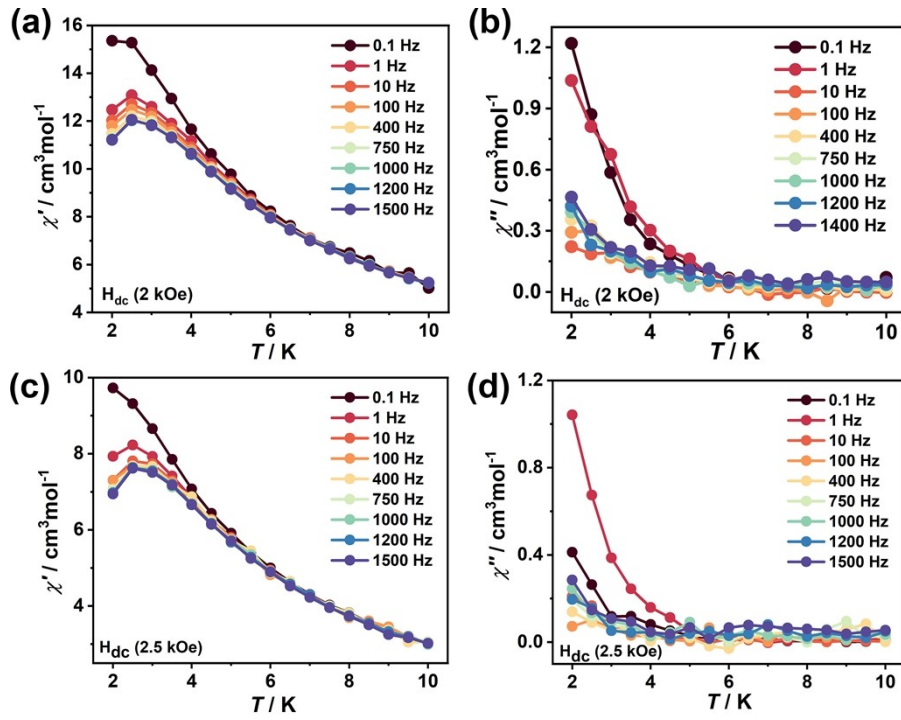 (a)
16
14
12
10
8
6
4
χ′ / cm³mol⁻¹
0.1 Hz
1 Hz
10 Hz
100 Hz
400 Hz
750 Hz
1000 Hz
1200 Hz
1500 Hz
Hdc (2 kOe)
2 4 6 8 10
T / K
(b)
1.2
0.9
0.6
0.3
0.0
χ″ / cm³mol⁻¹
0.1 Hz
1 Hz
10 Hz
100 Hz
400 Hz
750 Hz
1000 Hz
1200 Hz
1400 Hz
Hdc (2 kOe)
2 4 6 8 10
T / K
(c)
10
8
6
4
χ′ / cm³mol⁻¹
0.1 Hz
1 Hz
10 Hz
100 Hz
400 Hz
750 Hz
1000 Hz
1200 Hz
1500 Hz
Hdc (2.5 kOe)
2 4 6 8 10
T / K
(d)
1.2
0.8
0.4
0.0
χ″ / cm³mol⁻¹
0.1 Hz
1 Hz
10 Hz
100 Hz
400 Hz
750 Hz
1000 Hz
1200 Hz
1500 Hz
Hdc (2.5 kOe)
2 4 6 8 10
T / K